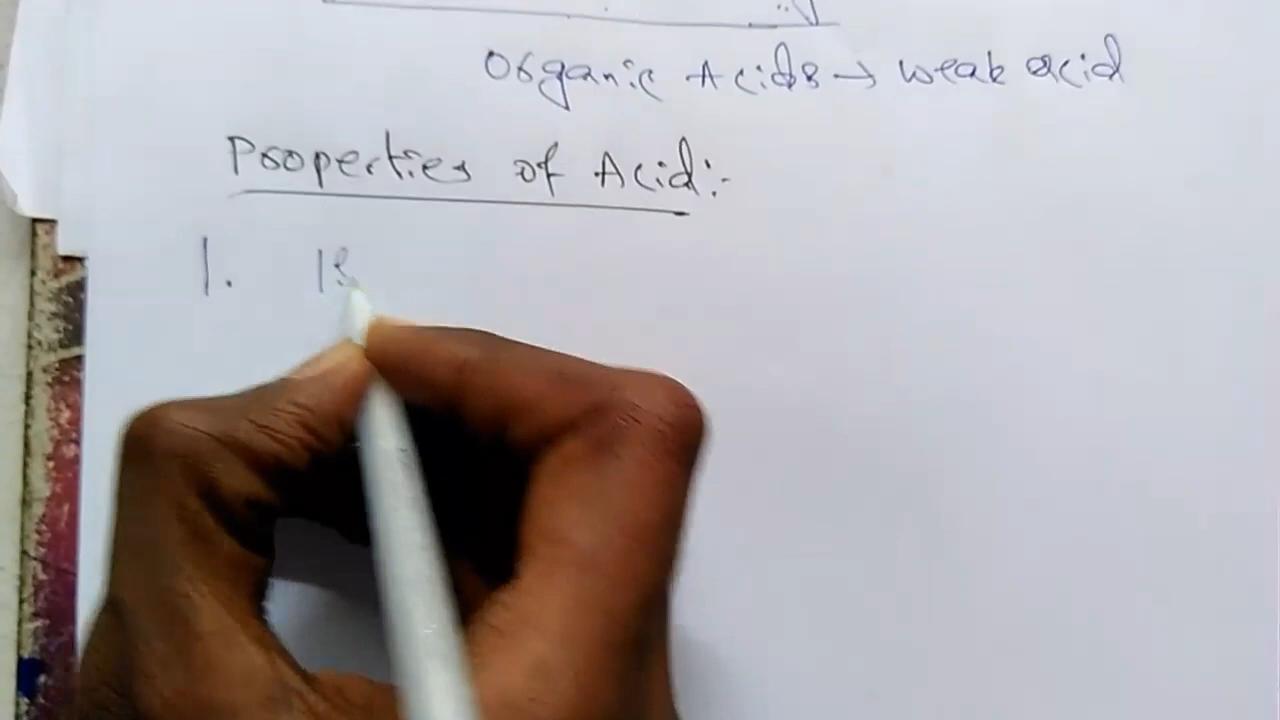 Organic Acids → weak acid
Properties of Acid:-
1.